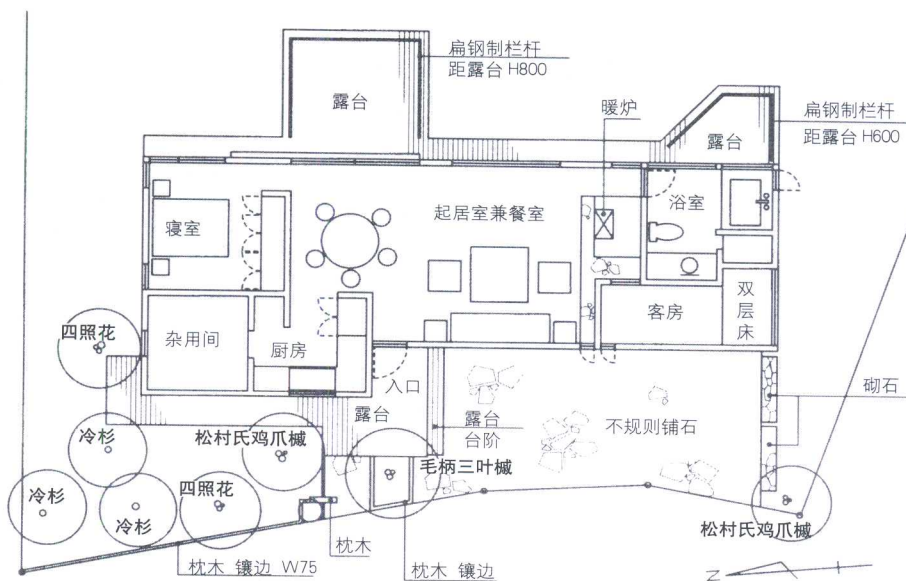 扁钢制栏杆
距露台 H800
露台
暖炉
扁钢制栏杆
距露台 H600
露台
浴室
起居室兼餐室
寝室
双层床
客房
四照花
杂用间
厨房
入口
砌石
露台
露台
台阶
不规则铺石
冷杉
松村氏鸡爪槭
毛柄三叶槭
冷杉
四照花
冷杉
松村氏鸡爪槭
枕木
枕木 镶边 W75
枕木 镶边
Z